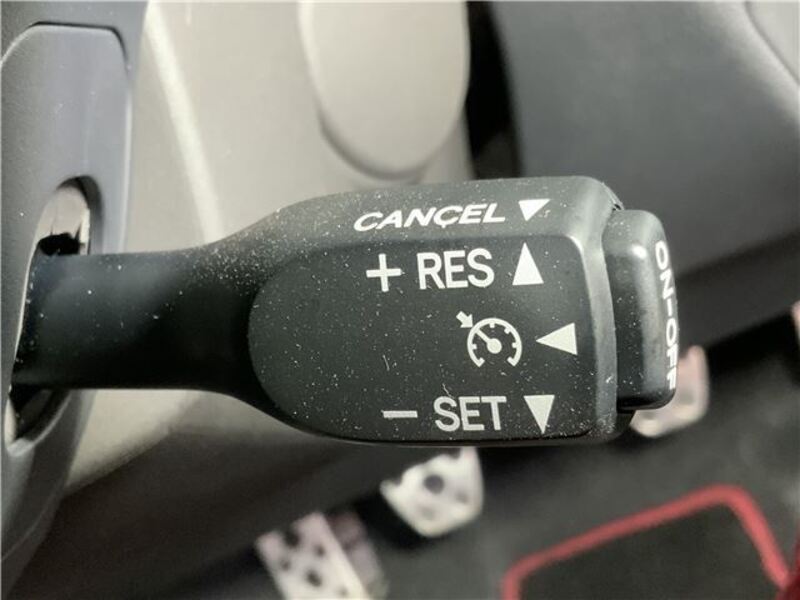 CANCEL
+ RES
- SET
ON-OFF